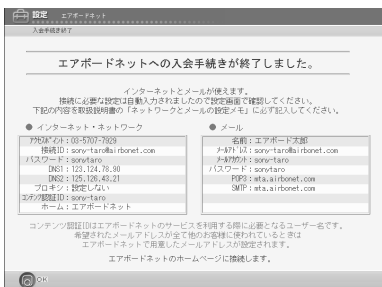 設定 エアボードネット
入会手続き終了
エアボードネットへの入会手続きが終了しました。
インターネットとメールが使えます。
接続に必要な設定は自動入力されましたので設定画面で確認してください。
下記の内容を取扱説明書の「ネットワークとメールの設定メモ」に必ず記入してください。
● インターネット・ネットワーク
アクセスポイント：03-5707-7929
接続ID：sony-taro@airbonet.com
パスワード：sonytaro
DNS1：123.124.78.90
DNS2：125.126.43.21
プロキシ：設定しない
コンテンツ認証ID：sony-taro
ホーム：エアボードネット
● メール
名前：エアボード太郎
メールアドレス：sony-taro@airbonet.com
メールアカウント：sony-taro
パスワード：sonytaro
POP3：mta.airbonet.com
SMTP：mta.airbonet.com
コンテンツ認証IDはエアボードネットのサービスを利用する際に必要となるユーザー名です。
希望されたメールアドレスが全て他のお客様に使われているときは
エアボードネットで用意したメールアドレスが設定されます。
エアボードネットのホームページに接続します。
OK